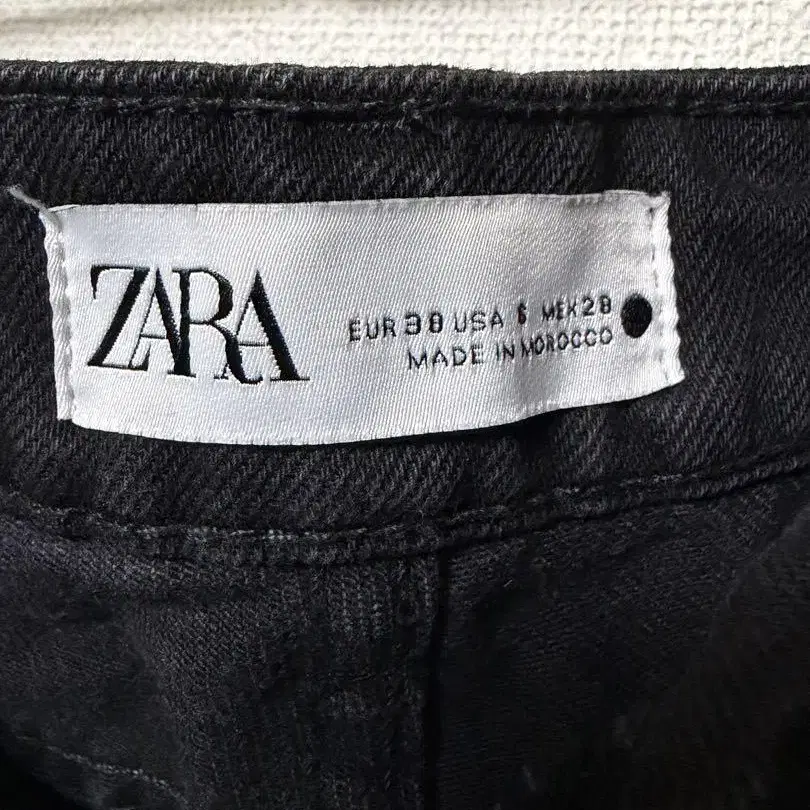 ZARA
EUR 38 USA 6 MEX 28
MADE IN MOROCCO